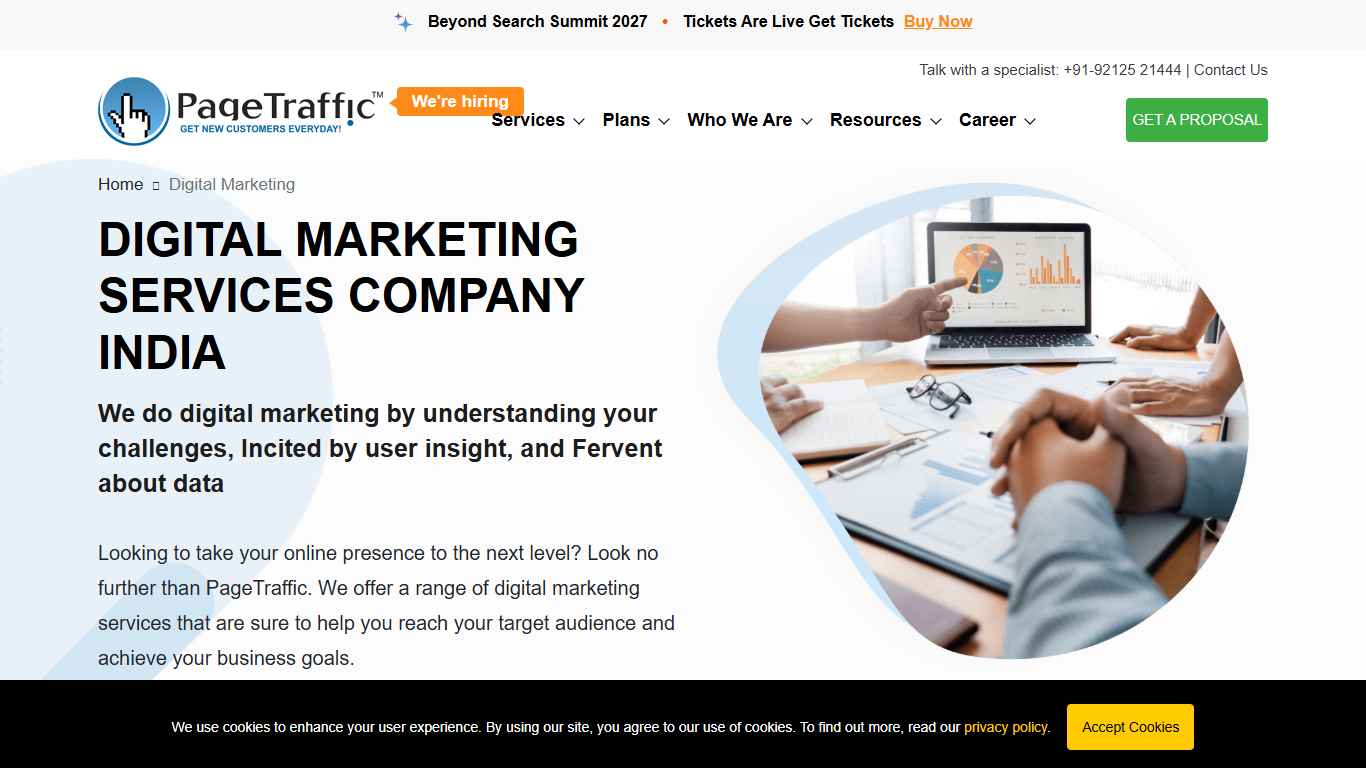 Beyond Search Summit 2027 • Tickets Are Live Get Tickets Buy Now
Talk with a specialist: +91-92125 21444 | Contact Us
PageTraffic™
GET NEW CUSTOMERS EVERYDAY!
We're hiring
Services Plans Who We Are Resources Career
GET A PROPOSAL
Home Digital Marketing
DIGITAL MARKETING
SERVICES COMPANY
INDIA
We do digital marketing by understanding your
challenges, Incited by user insight, and Fervent
about data
Looking to take your online presence to the next level? Look no
further than PageTraffic. We offer a range of digital marketing
services that are sure to help you reach your target audience and
achieve your business goals.
We use cookies to enhance your user experience. By using our site, you agree to our use of cookies. To find out more, read our privacy policy.
Accept Cookies